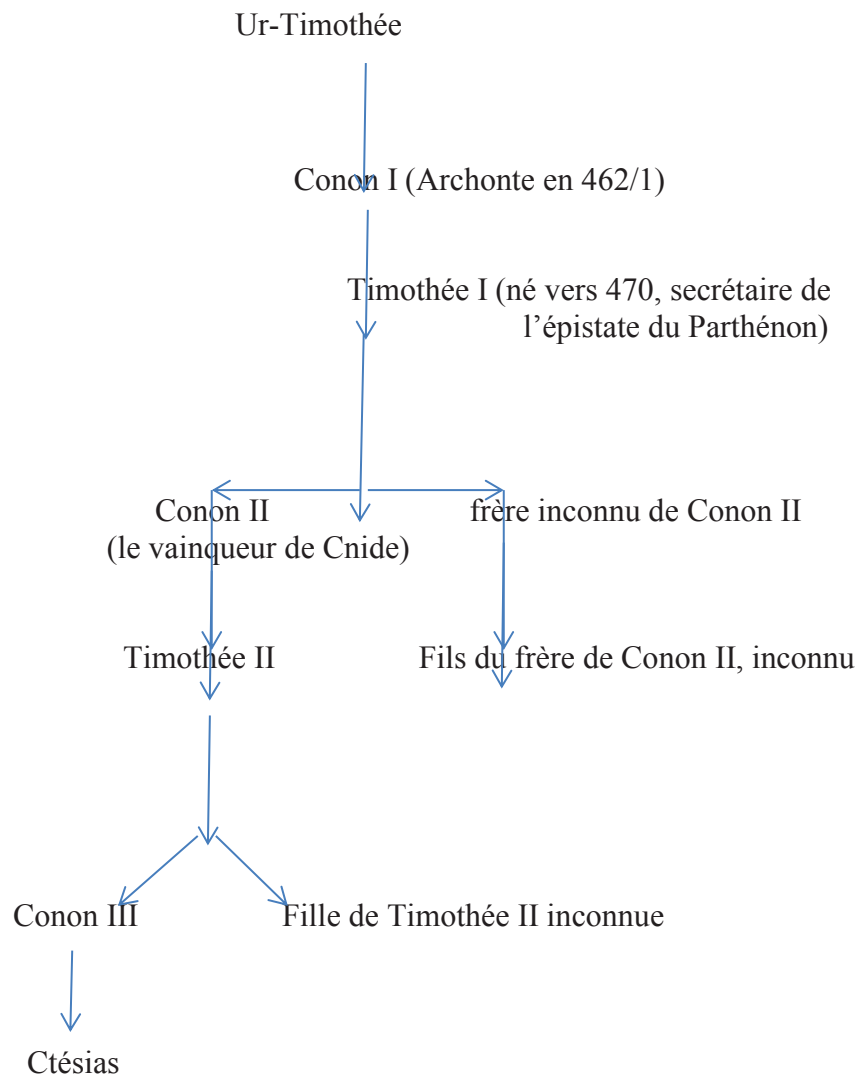 Ur-Timothée
Conon I (Archonte en 462/1)
Timothée I (né vers 470, secrétaire de
l’épistate du Parthénon)
Conon II
(le vainqueur de Cnide)
frère inconnu de Conon II
Timothée II
Fils du frère de Conon II, inconnu
Conon III
Fille de Timothée II inconnue
Ctésias